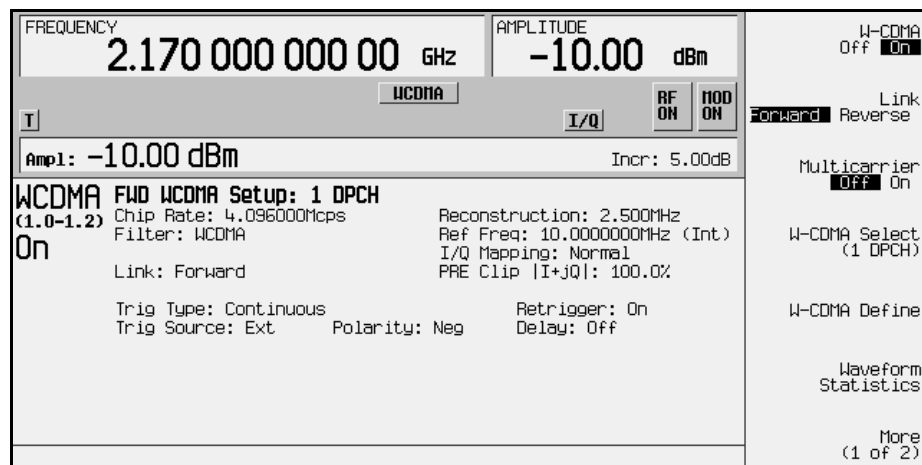 FREQUENCY
2.170 000 000 00 GHz
AMPLITUDE
-10.00 dBm
WCDMA
T
I/Q
RF ON
MOD ON
Ampl: -10.00 dBm
Incr: 5.00dB
WCDMA
(1.0-1.2)
On
FWD WCDMA Setup: 1 DPCH
Chip Rate: 4.096000Mcps
Reconstruction: 2.500MHz
Filter: WCDMA
Ref Freq: 10.0000000MHz (Int)
I/Q Mapping: Normal
Link: Forward
PRE Clip |I+jQ|: 100.0%
Trig Type: Continuous
Retrigger: On
Trig Source: Ext
Polarity: Neg
Delay: Off
W-CDMA
Off On
Link
Forward Reverse
Multicarrier
Off On
W-CDMA Select
(1 DPCH)
W-CDMA Define
Waveform
Statistics
More
(1 of 2)